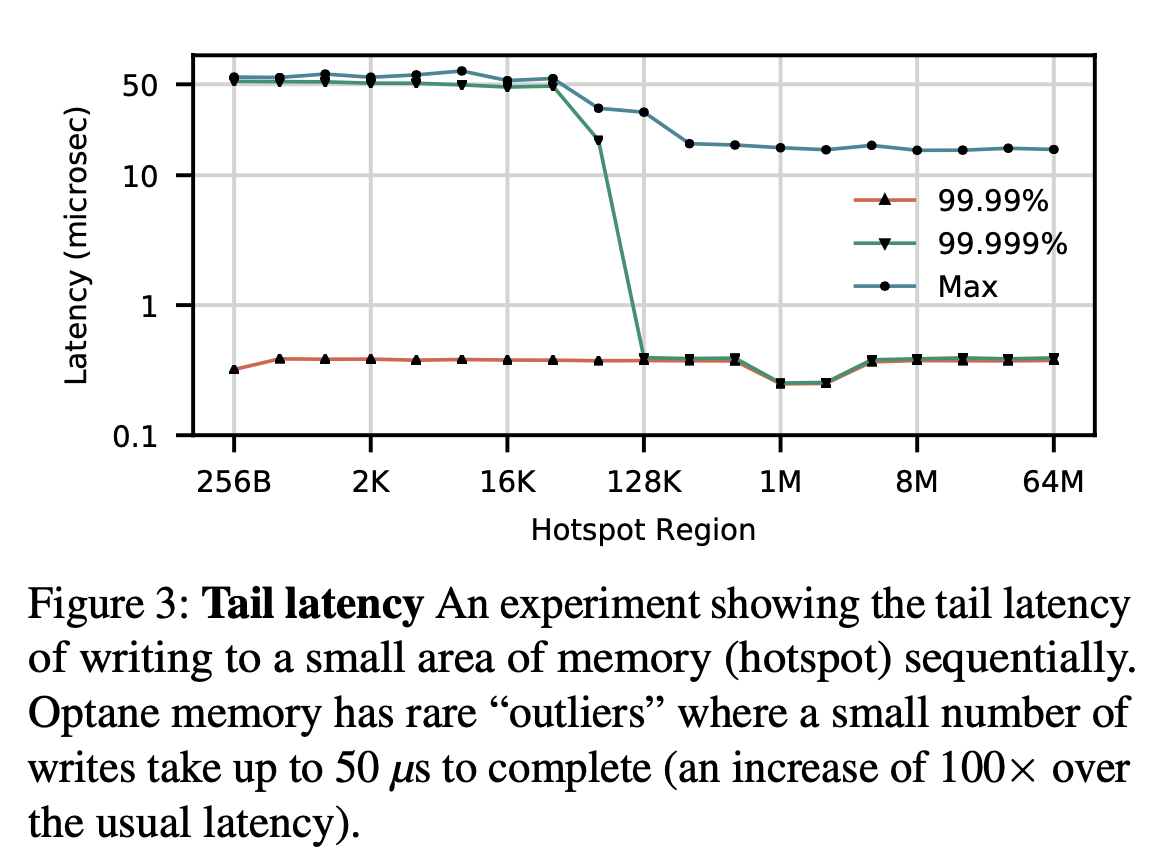 50
10
1
0.1
Latency (microsec)
99.99%
99.999%
Max
256B 2K 16K 128K 1M 8M 64M
Hotspot Region
Figure 3: Tail latency An experiment showing the tail latency
of writing to a small area of memory (hotspot) sequentially.
Optane memory has rare “outliers” where a small number of
writes take up to 50 μs to complete (an increase of 100× over
the usual latency).